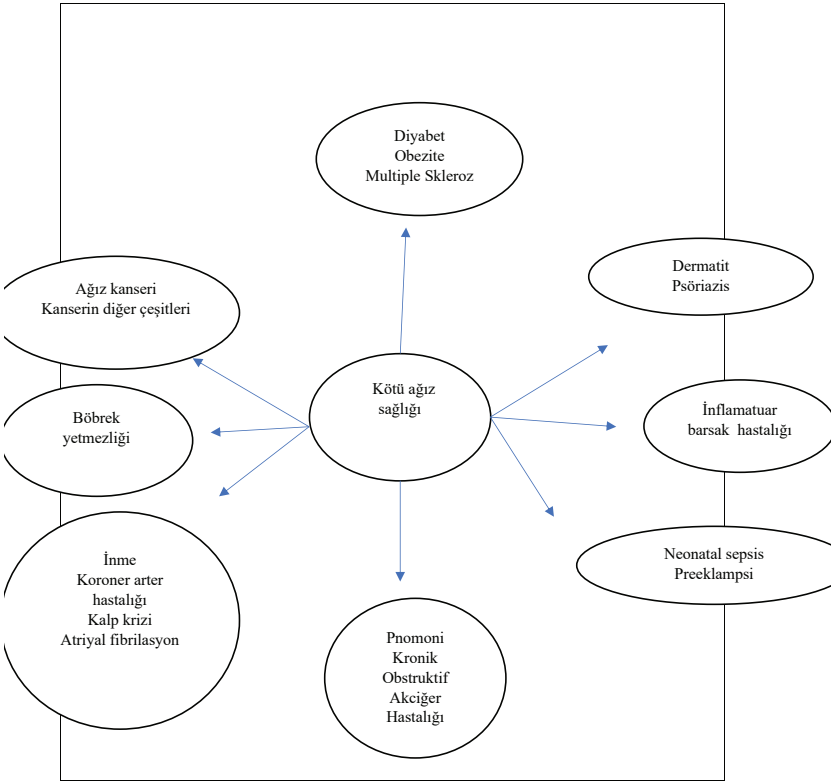 Diyabet
Obezite
Multiple Skleroz
Dermatit
Psöriazis
Ağız kanseri
Kanserin diğer çeşitleri
Kötü ağız
sağlığı
Böbrek
yetmezliği
İnflamatuar
barsak hastalığı
İnme
Koroner arter
hastalığı
Kalp krizi
Atriyal fibrilasyon
Neonatal sepsis
Preeklampsi
Pnomoni
Kronik
Obstruktif
Akciğer
Hastalığı